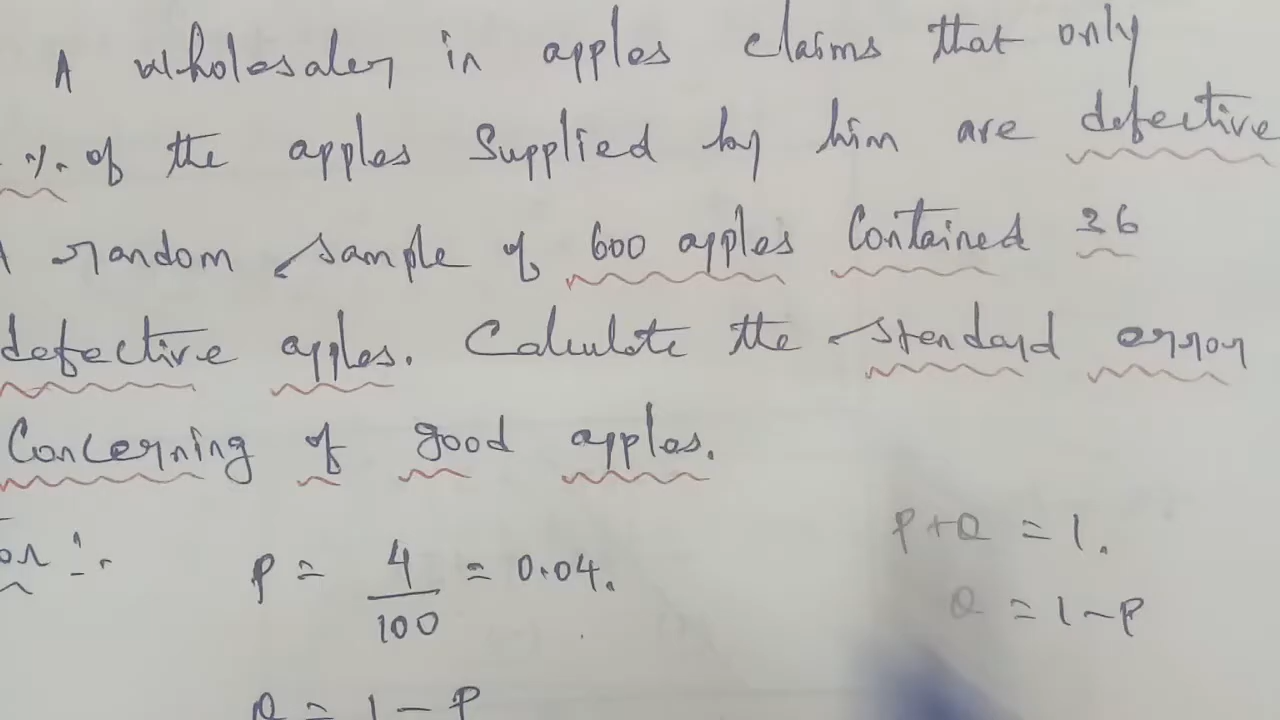 A wholesaler in apples claims that only
%. of the apples Supplied by him are defective
A random sample of 600 apples Contained 36
defective apples. Calculate the standard error
Concerning of good apples.
P = 4/100 = 0.04.
P + Q = 1.
Q = 1 - P
Q = 1 - P